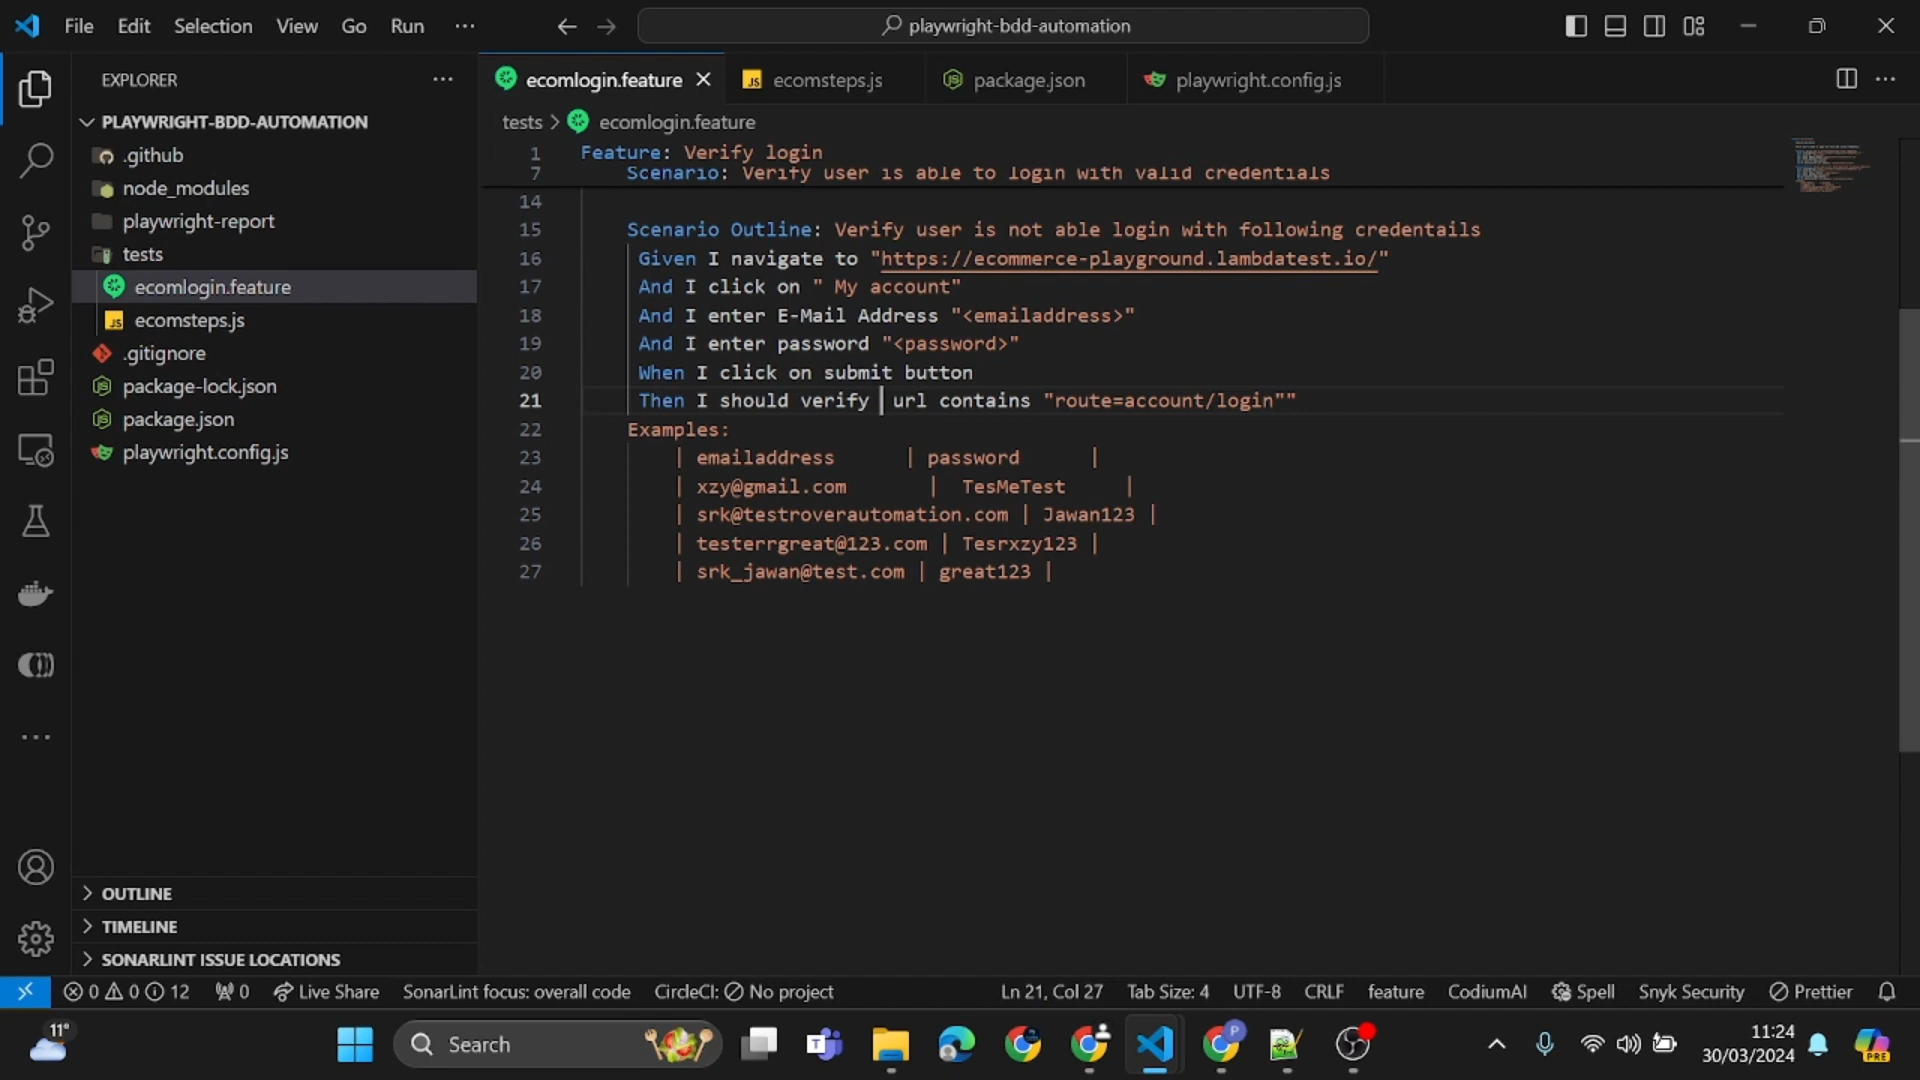 File Edit Selection View Go Run ··· playwright-bdd-automation
EXPLORER ···
PLAYWRIGHT-BDD-AUTOMATION
.github
node_modules
playwright-report
tests
ecomlogin.feature
JS ecomsteps.js
.gitignore
package-lock.json
package.json
playwright.config.js
OUTLINE
TIMELINE
SONARLINT ISSUE LOCATIONS
ecomlogin.feature JS ecomsteps.js package.json playwright.config.js
tests > ecomlogin.feature
1 Feature: Verify login
7 Scenario: Verify user is able to login with valid credentials
14
15 Scenario Outline: Verify user is not able login with following credentails
16 Given I navigate to "https://ecommerce-playground.lambdatest.io/"
17 And I click on " My account"
18 And I enter E-Mail Address "<emailaddress>"
19 And I enter password "<password>"
20 When I click on submit button
21 Then I should verify url contains "route=account/login""
22 Examples:
23 | emailaddress | password |
24 | xzy@gmail.com | TesMeTest |
25 | srk@testroverautomation.com | Jawan123 |
26 | testerrgreat@123.com | Tesrxzy123 |
27 | srk_jawan@test.com | great123 |
0 0 12 0 Live Share SonarLint focus: overall code CircleCI: No project Ln 21, Col 27 Tab Size: 4 UTF-8 CRLF feature CodiumAI Spell Snyk Security Prettier
11° Search T P PRE 11:24
30/03/2024